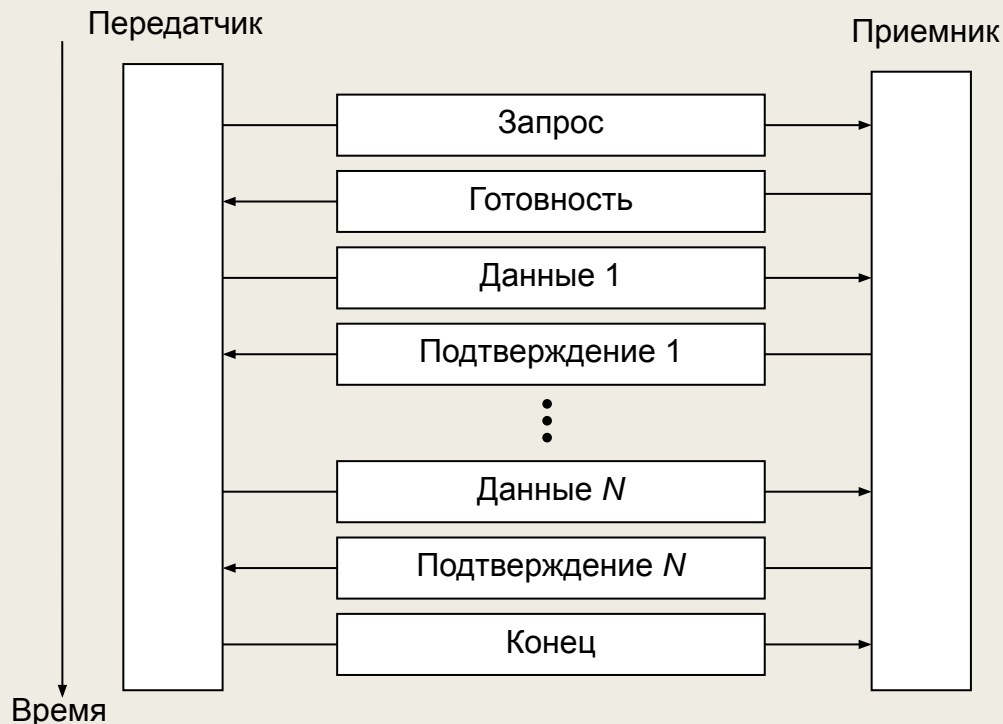 Передатчик
Приемник
Запрос
Готовность
Данные 1
Подтверждение 1
Данные N
Подтверждение N
Конец
Время